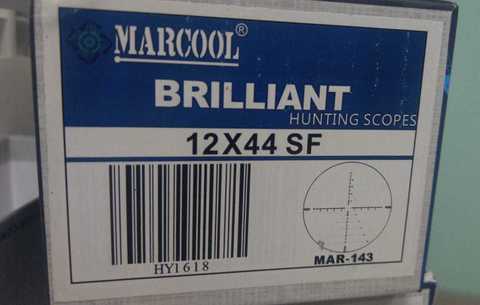 MARCOOL®
BRILLIANT
HUNTING SCOPES
12X44 SF
HY1618
MAR-143